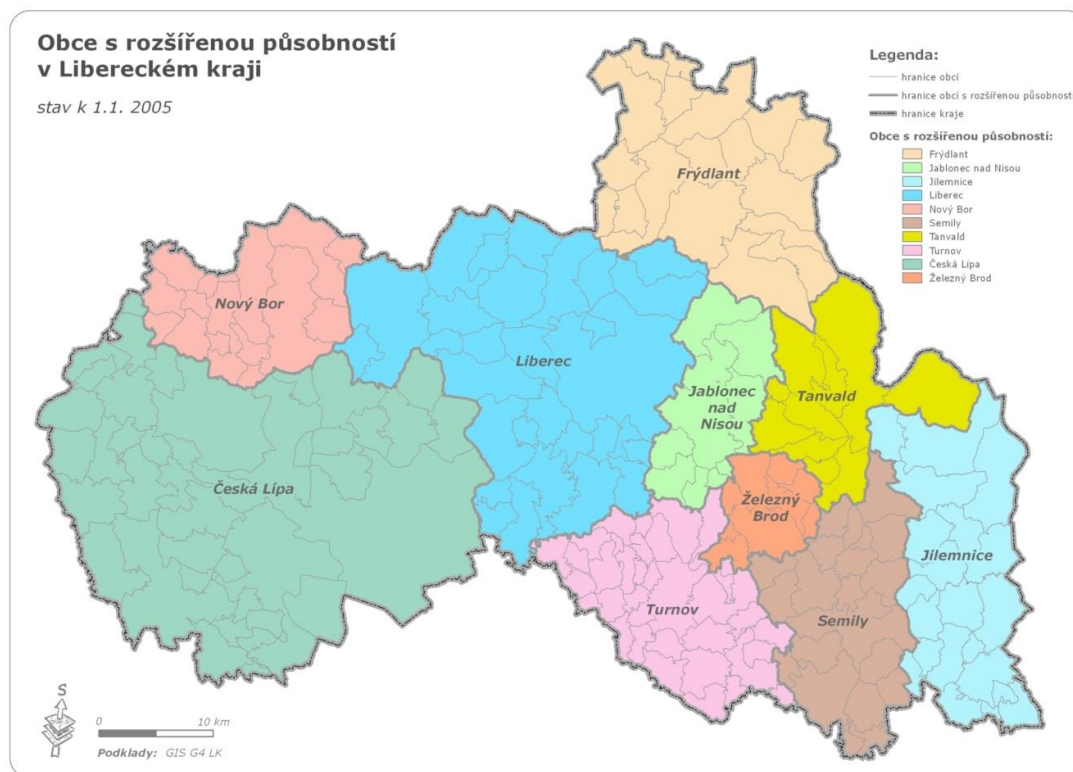 Obce s rozšířenou působností
v Libereckém kraji
stav k 1.1. 2005
Legenda:
hranice obcí
hranice obcí s rozšířenou působností
hranice kraje
Obce s rozšířenou působností:
Frýdlant
Jablonec nad Nisou
Jilemnice
Liberec
Nový Bor
Semily
Tanvald
Turnov
Česká Lípa
Železný Brod
Frýdlant
Nový Bor
Liberec
Jablonec
nad
Nisou
Tanvald
Česká Lípa
Železný
Brod
Jilemnice
Turnov
Semily
S
0
10 km
Podklady: GIS G4 LK